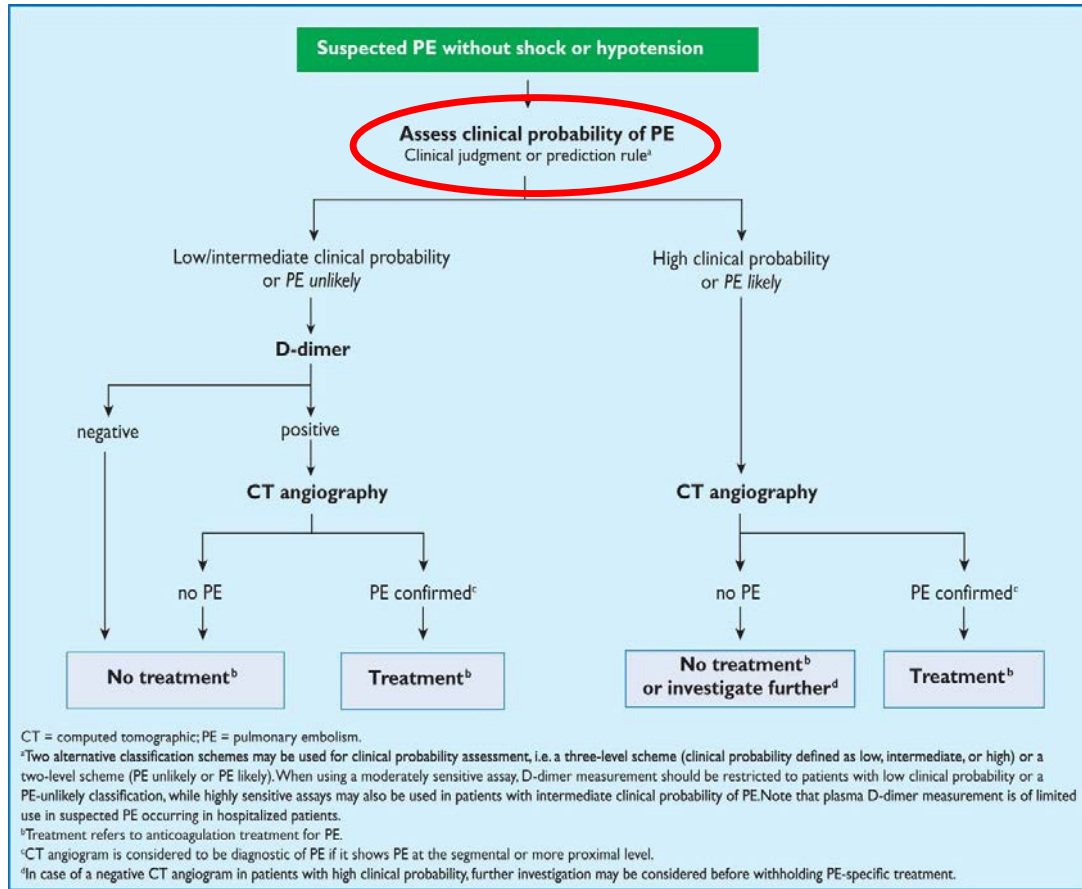 Suspected PE without shock or hypotension
Assess clinical probability of PE
Clinical judgment or prediction ruleᵃ
Low/intermediate clinical probability
or PE unlikely
High clinical probability
or PE likely
D-dimer
negative
positive
CT angiography
CT angiography
no PE
PE confirmedᶜ
no PE
PE confirmedᶜ
No treatmentᵇ
Treatmentᵇ
No treatmentᵇ
or investigate furtherᵈ
Treatmentᵇ
CT = computed tomographic; PE = pulmonary embolism.
ᵃTwo alternative classification schemes may be used for clinical probability assessment, i.e. a three-level scheme (clinical probability defined as low, intermediate, or high) or a
two-level scheme (PE unlikely or PE likely). When using a moderately sensitive assay, D-dimer measurement should be restricted to patients with low clinical probability or a
PE-unlikely classification, while highly sensitive assays may also be used in patients with intermediate clinical probability of PE. Note that plasma D-dimer measurement is of limited
use in suspected PE occurring in hospitalized patients.
ᵇTreatment refers to anticoagulation treatment for PE.
ᶜCT angiogram is considered to be diagnostic of PE if it shows PE at the segmental or more proximal level.
ᵈIn case of a negative CT angiogram in patients with high clinical probability, further investigation may be considered before withholding PE-specific treatment.